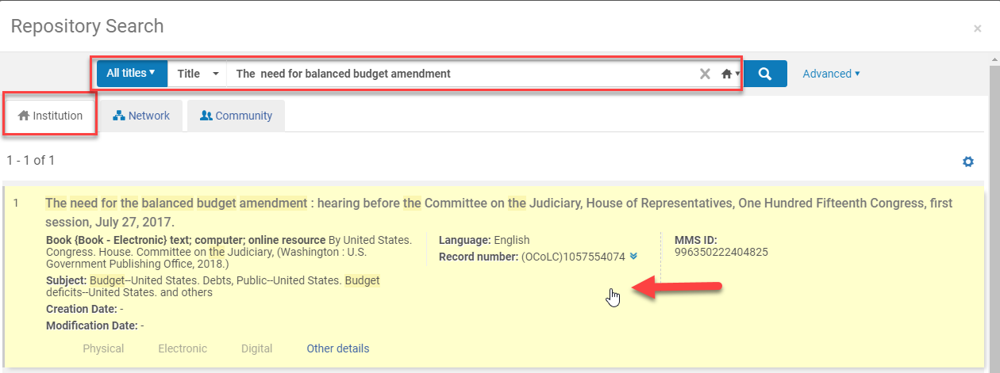 Repository Search
×
All titles Title The  need for balanced budget amendment Advanced
Institution Network Community
1 - 1 of 1
1 The need for the balanced budget amendment : hearing before the Committee on the Judiciary, House of Representatives, One Hundred Fifteenth Congress, first
session, July 27, 2017.
Book {Book - Electronic} text; computer; online resource By United States.
Congress. House. Committee on the Judiciary, (Washington : U.S.
Government Publishing Office, 2018.)
Subject: Budget--United States. Debts, Public--United States. Budget
deficits--United States. and others
Creation Date: -
Modification Date: -
Language: English
Record number: (OCoLC)1057554074
MMS ID:
996350222404825
Physical Electronic Digital Other details